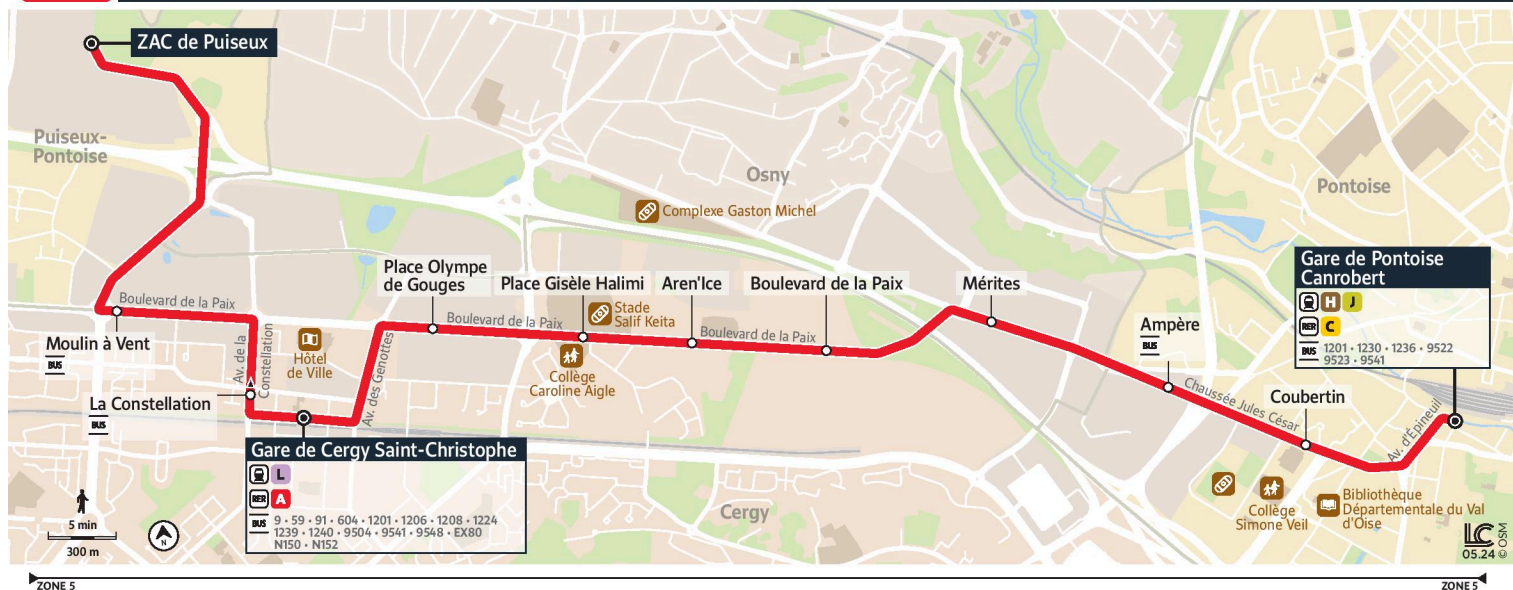 ZAC de Puiseux
Puiseux-
Pontoise
Osny
Pontoise
Complexe Gaston Michel
Boulevard de la Paix
Moulin à Vent
BUS
Av. de la
Constellation
La Constellation
BUS
Hôtel
de Ville
Av. des Genottes
Gare de Cergy Saint-Christophe
L
RER A
BUS 9 • 59 • 91 • 604 • 1201 • 1206 • 1208 • 1224
1239 • 1240 • 9504 • 9541 • 9548 • EX80
N150 • N152
Place Olympe
de Gouges
Boulevard de la Paix
Place Gisèle Halimi
Stade
Salif Keita
Collège
Caroline Aigle
Aren'Ice
Boulevard de la Paix
Boulevard de la Paix
Mérites
Ampère
BUS
Chaussée Jules César
Coubertin
Av. d'Épineuil
Gare de Pontoise
Canrobert
H J
RER C
BUS 1201 • 1230 • 1236 • 9522
9523 • 9541
Cergy
Collège
Simone Veil
Bibliothèque
Départementale du Val
d'Oise
5 min
300 m
N
LC
05.24 © OSM
ZONE 5
ZONE 5